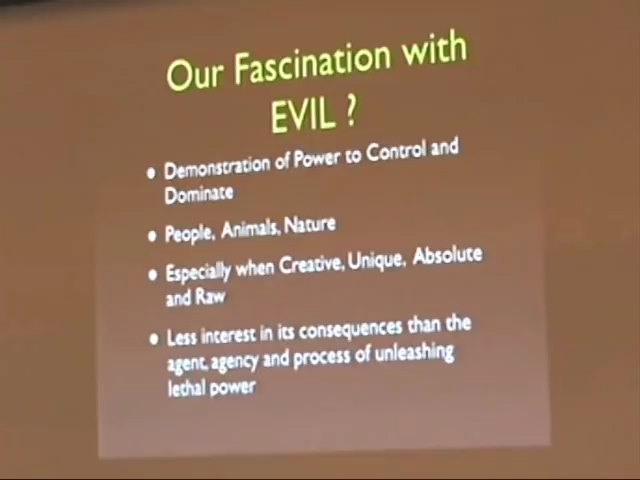 Our Fascination with
EVIL ?
• Demonstration of Power to Control and
Dominate
• People, Animals, Nature
• Especially when Creative, Unique, Absolute
and Raw
• Less interest in its consequences than the
agent, agency and process of unleashing
lethal power